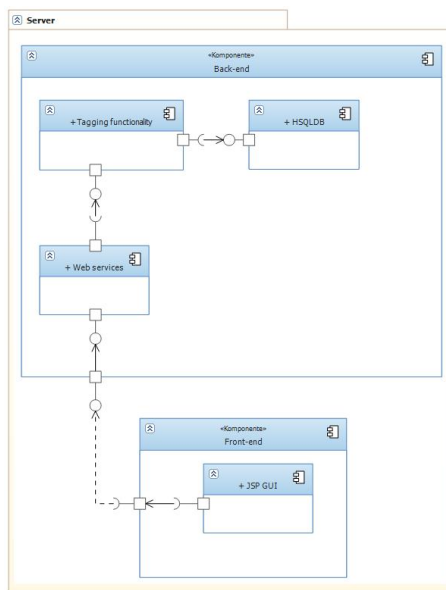 Server
«Komponente»
Back-end
+ Tagging functionality
+ HSQLDB
+ Web services
«Komponente»
Front-end
+ JSP GUI